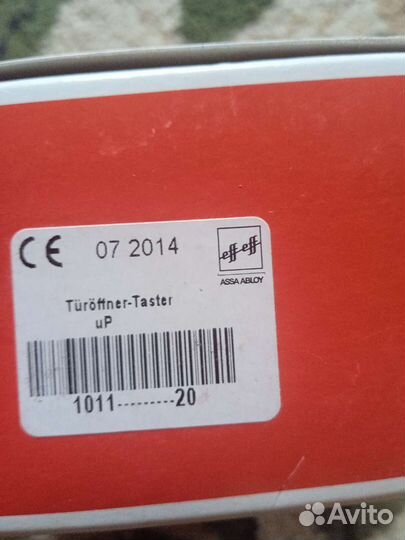 CE 07 2014 eff eff
ASSA ABLOY
Türöffner-Taster
uP
1011---------20
Avito